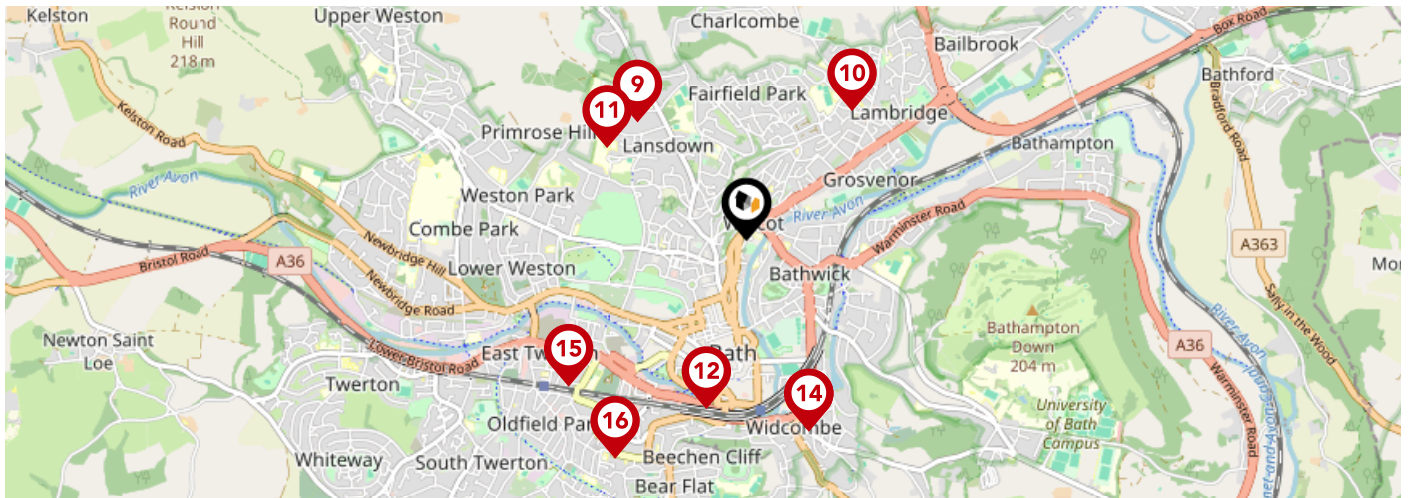 Kelston
Kelston
Round
Hill
218 m
Upper Weston
Charlcombe
Bailbrook
Box Road
Bathford
Bradford Road
9
10
11
Fairfield Park
Lambridge
Kelston Road
Primrose Hill
Lansdown
Bathampton
River Avon
Weston Park
Grosvenor
River Avon
Warminster Road
Combe Park
A363
Newbridge Hill
Bristol Road
A36
Lower Weston
Bathwick
Newbridge Road
Sally in the Wood
River Avon
Bathampton
Down
204 m
A36
Newton Saint
Loe
Lower Bristol Road
East Tw
15
Bath
12
14
Twerton
Warminster Road
University
of Bath
Campus
16
Oldfield Par
Widcombe
Whiteway
South Twerton
Beechen Cliff
Bear Flat